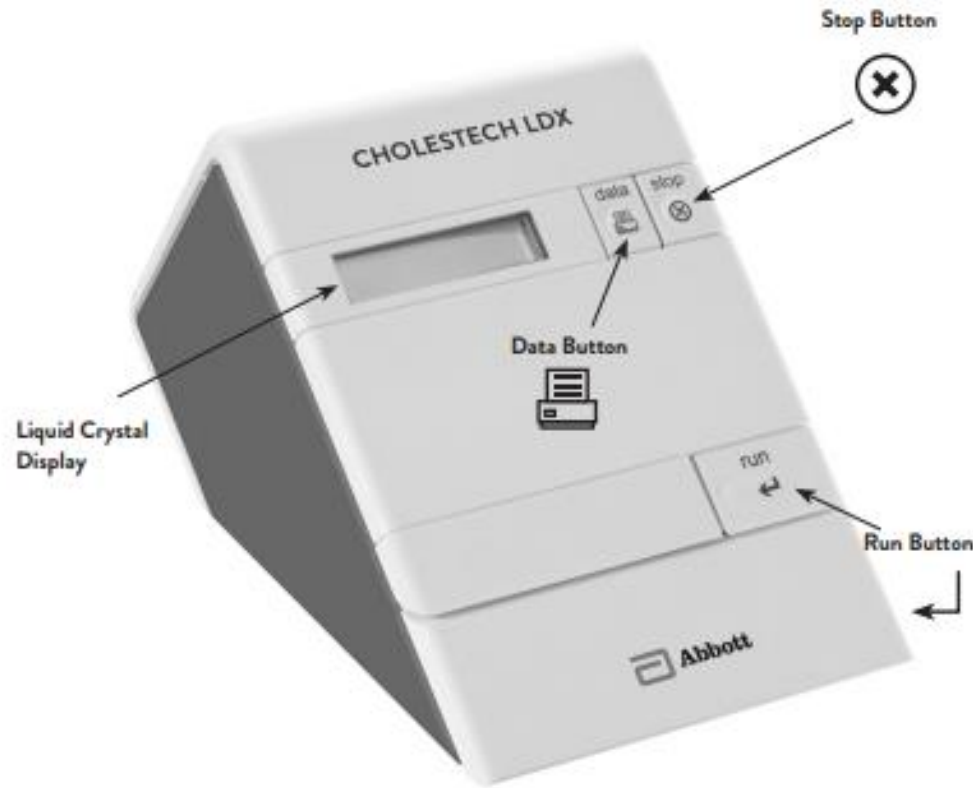 Stop Button
CHOLESTECH LDX
data
stop
Data Button
Liquid Crystal
Display
run
Run Button
Abbott